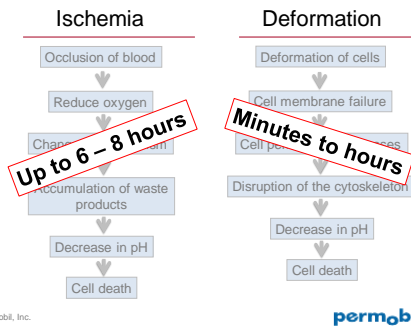 Ischemia
Occlusion of blood
Reduce oxygen
Up to 6 – 8 hours
Accumulation of waste
products
Decrease in pH
Cell death
Deformation
Deformation of cells
Cell membrane failure
Minutes to hours
Disruption of the cytoskeleton
Decrease in pH
Cell death
obil, Inc.
permob